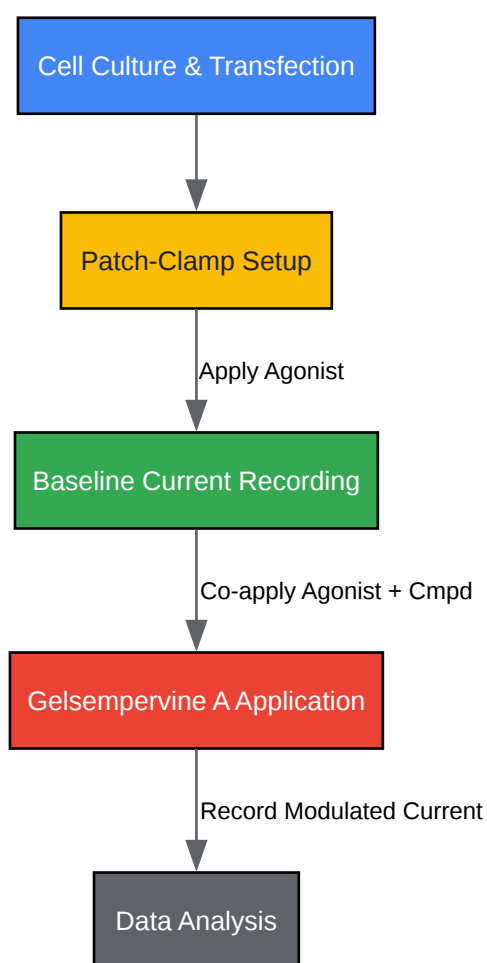 Cell Culture & Transfection
Patch-Clamp Setup
Apply Agonist
Baseline Current Recording
Co-apply Agonist + Cmpd
Gelsempervine A Application
Record Modulated Current
Data Analysis